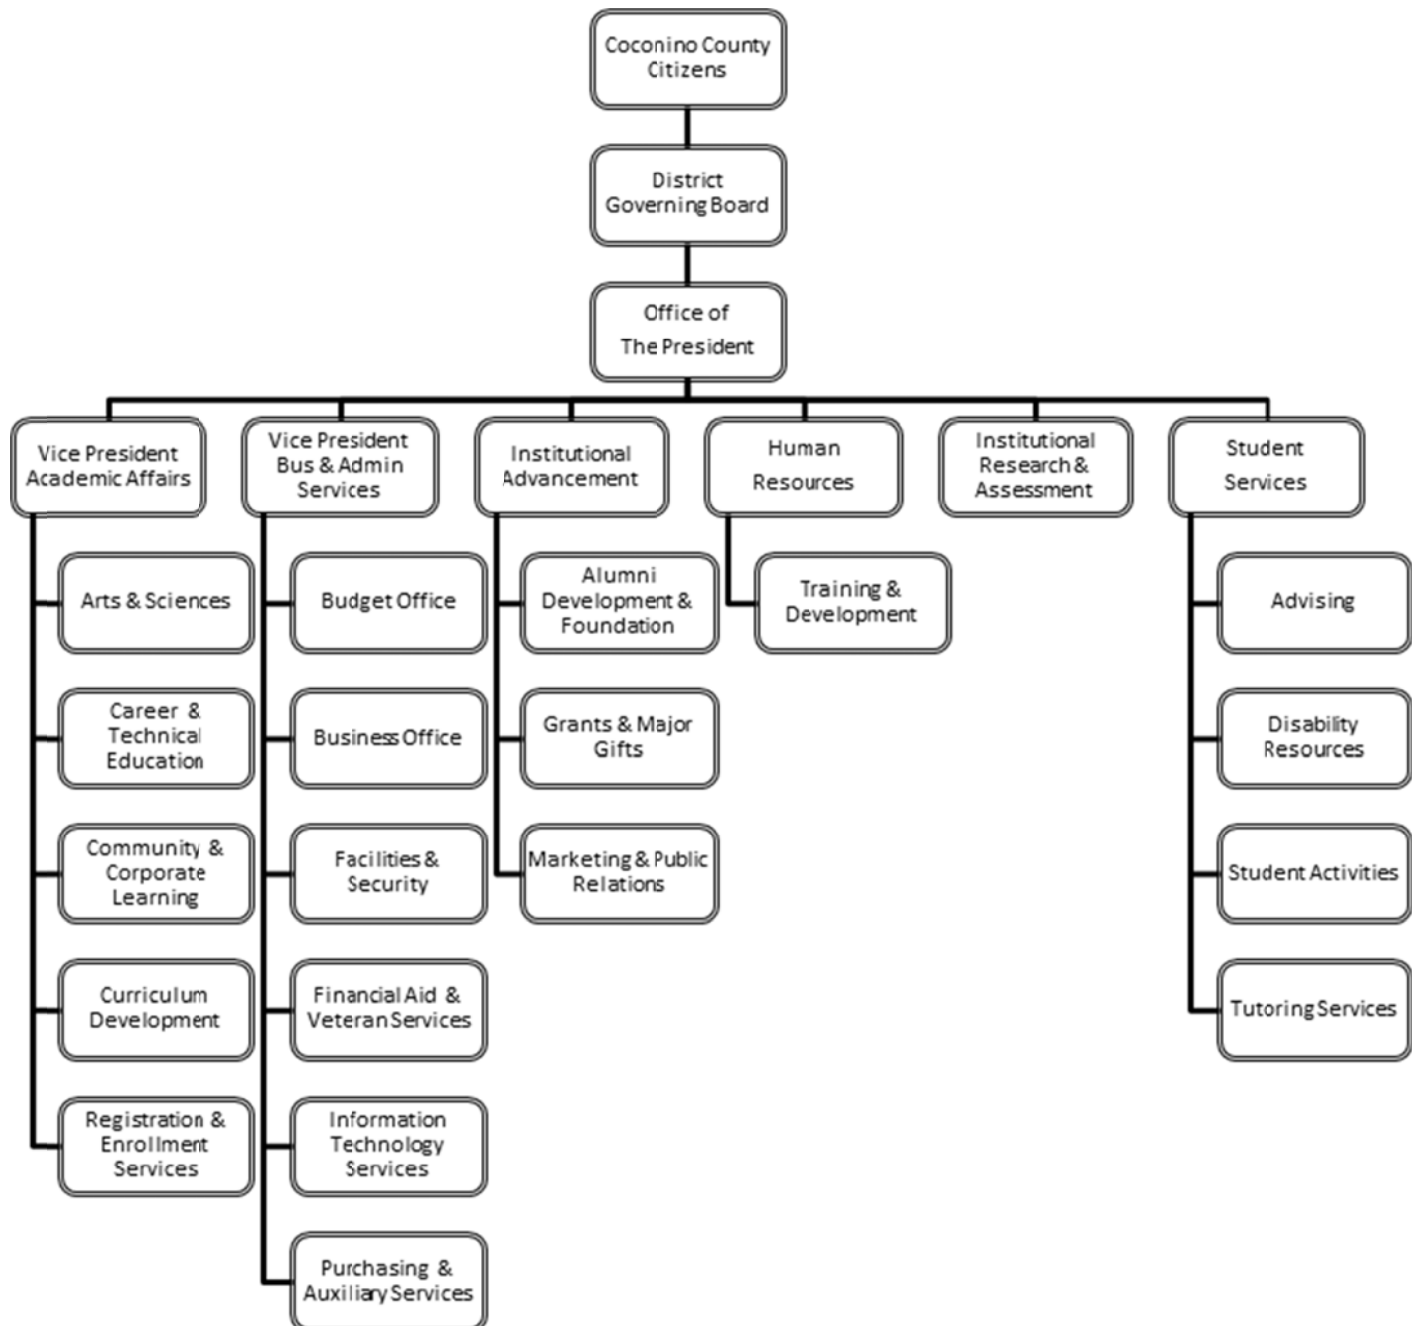 Coconino County
Citizens
District
Governing Board
Office of
The President
Vice President
Academic Affairs
Vice President
Bus & Admin
Services
Institutional
Advancement
Human
Resources
Institutional
Research &
Assessment
Student
Services
Arts & Sciences
Career &
Technical
Education
Community &
Corporate
Learning
Curriculum
Development
Registration &
Enrollment
Services
Budget Office
Business Office
Facilities &
Security
Financial Aid &
Veteran Services
Information
Technology
Services
Purchasing &
Auxiliary Services
Alumni
Development &
Foundation
Grants & Major
Gifts
Marketing & Public
Relations
Training &
Development
Advising
Disability
Resources
Student Activities
Tutoring Services